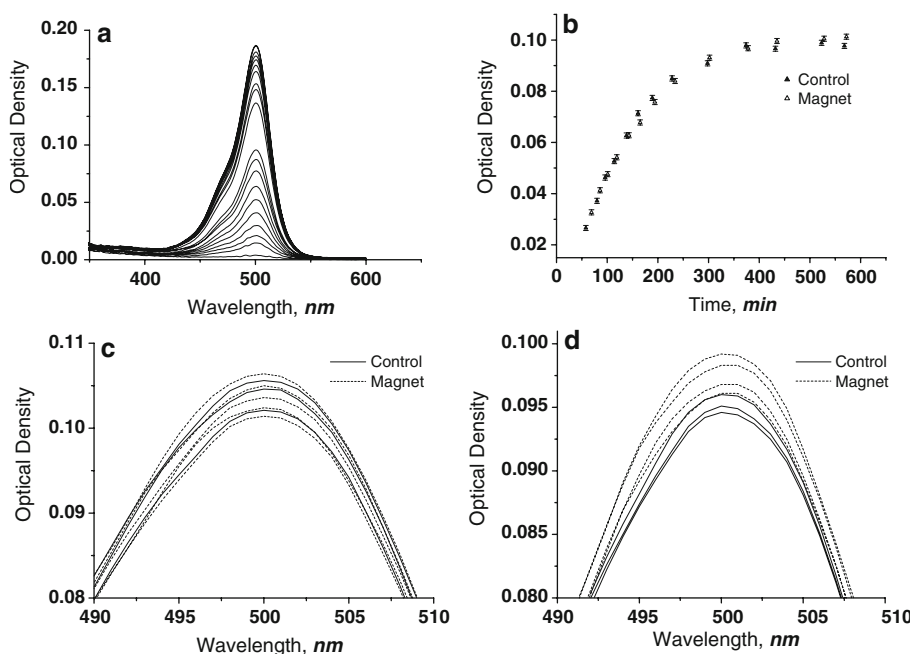 a
0.20
0.15
0.10
0.05
0.00
400
500
600
Optical Density
Wavelength, nm
b
0.10
0.08
0.06
0.04
0.02
0
100
200
300
400
500
600
Optical Density
Time, min
Control
Magnet
c
0.11
0.10
0.09
0.08
490
495
500
505
510
Optical Density
Wavelength, nm
Control
Magnet
d
0.100
0.095
0.090
0.085
0.080
490
495
500
505
510
Optical Density
Wavelength, nm
Control
Magnet